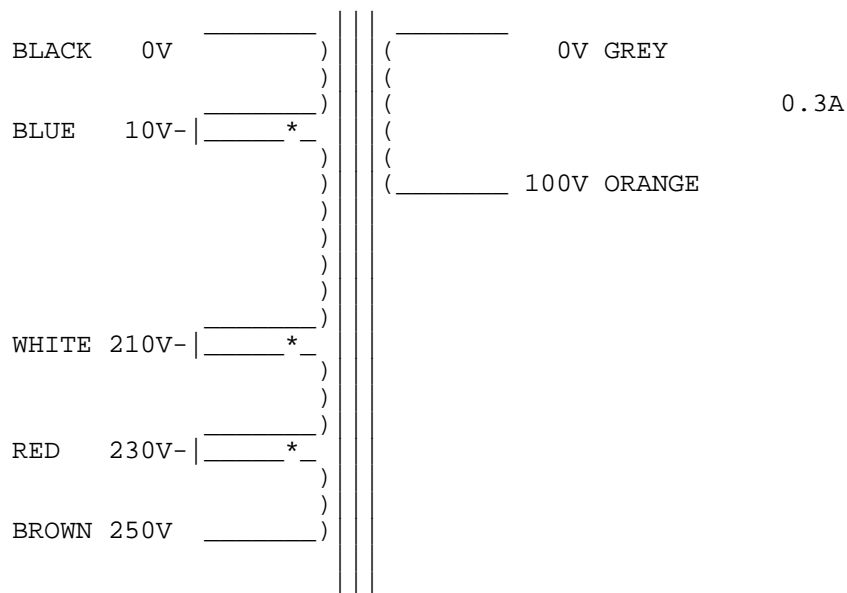 BLACK 0V 0V GREY
0.3A
BLUE 10V-
100V ORANGE
WHITE 210V-
RED 230V-
BROWN 250V